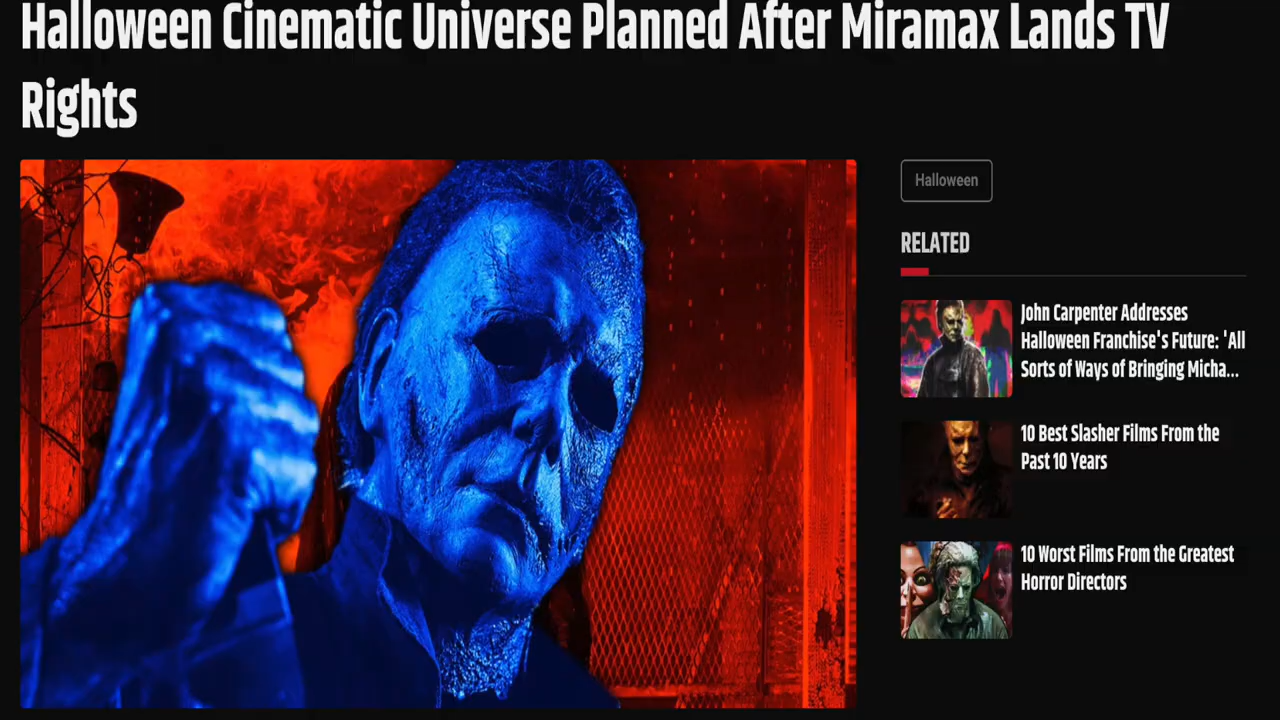 Halloween Cinematic Universe Planned After Miramax Lands TV
Rights
Halloween
RELATED
John Carpenter Addresses
Halloween Franchise's Future: 'All
Sorts of Ways of Bringing Micha...
10 Best Slasher Films From the
Past 10 Years
10 Worst Films From the Greatest
Horror Directors